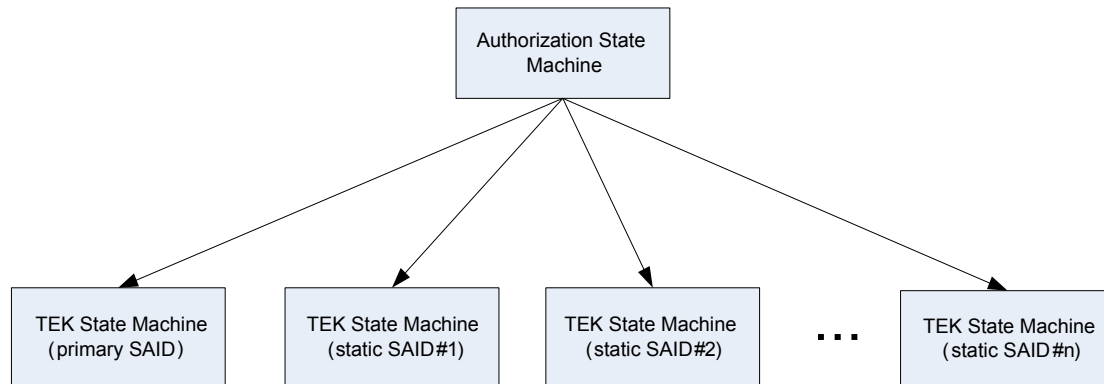 Authorization State
Machine
TEK State Machine
(primary SAID)
TEK State Machine
(static SAID#1)
TEK State Machine
(static SAID#2)
...
TEK State Machine
(static SAID#n)